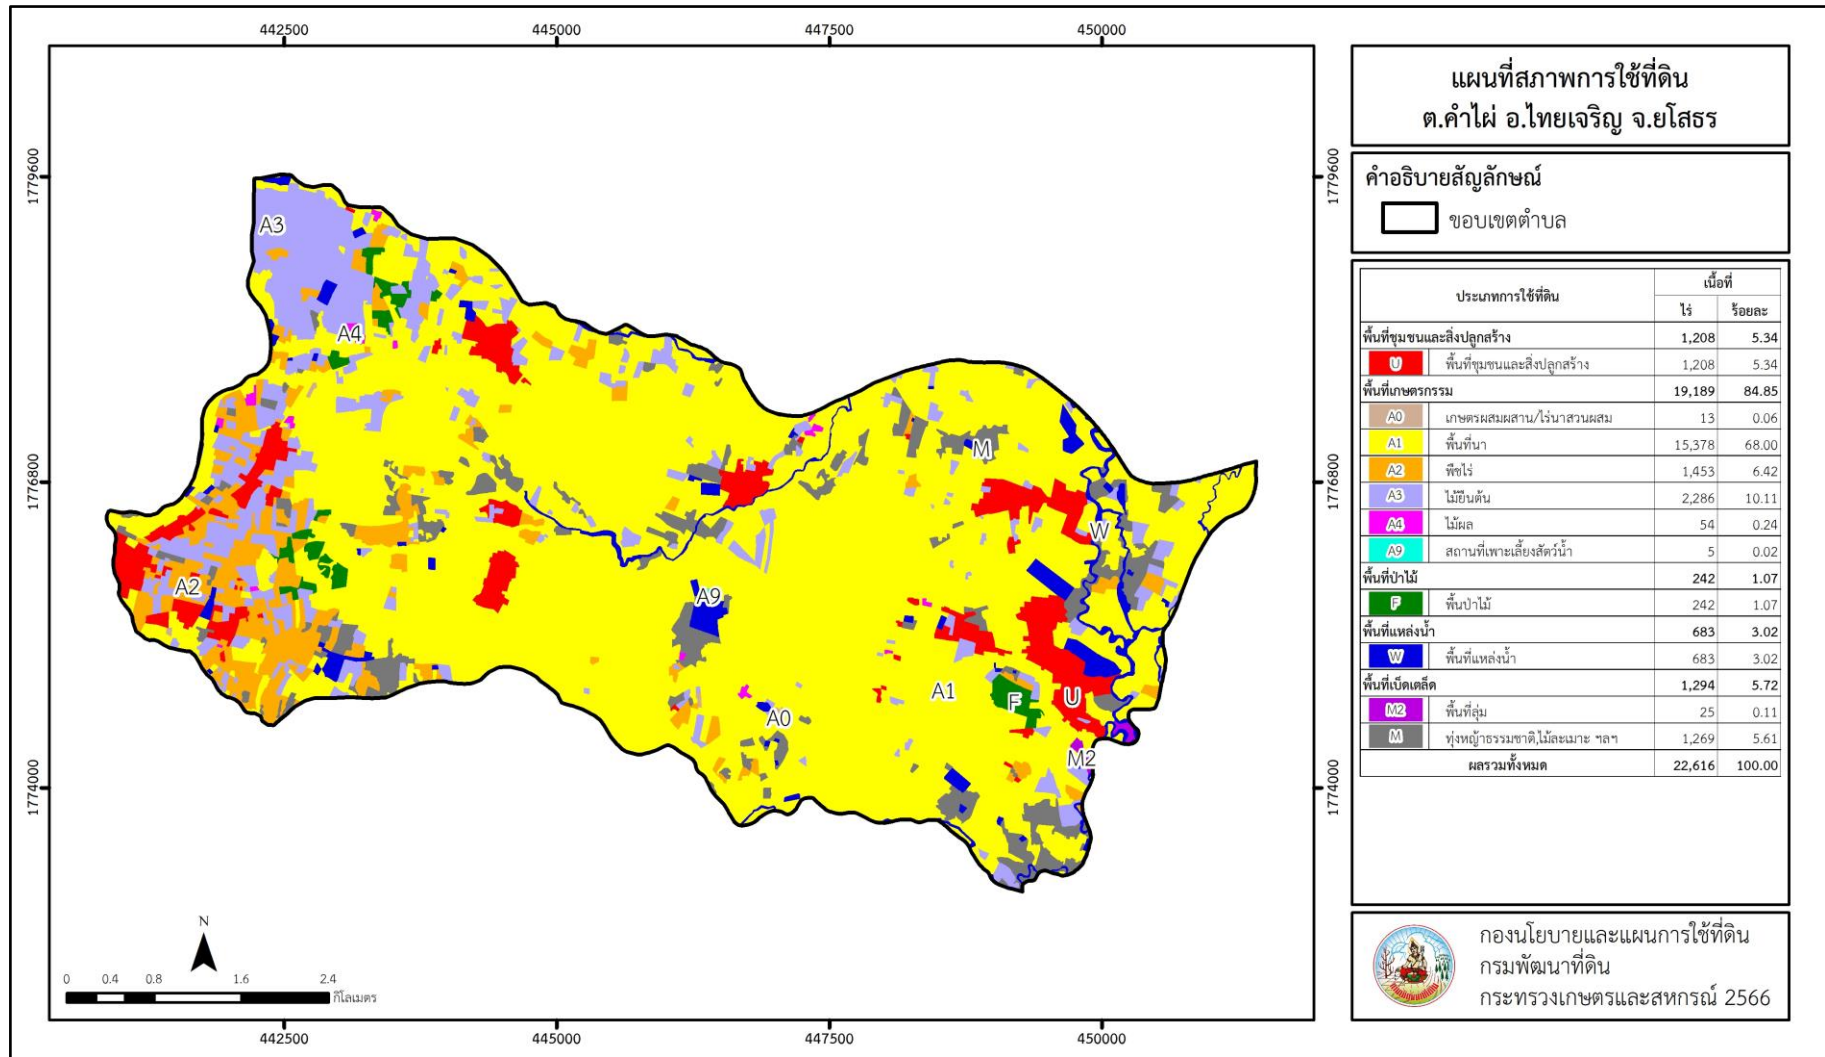 442500
445000
447500
450000
1779600
1779600
1776800
1776800
1774000
1774000
A3
A4
A2
A9
A0
A1
M
W
F
U
M2
N
0
0.4
0.8
1.6
2.4
กิโลเมตร
442500
445000
447500
450000
แผนที่สภาพการใช้ที่ดิน
ต.คำไผ่ อ.ไทยเจริญ จ.ยโสธร
คำอธิบายสัญลักษณ์
ขอบเขตตำบล
ประเภทการใช้ที่ดิน เนื้อที่
ไร่ ร้อยละ
พื้นที่ชุมชนและสิ่งปลูกสร้าง 1,208 5.34
U พื้นที่ชุมชนและสิ่งปลูกสร้าง 1,208 5.34
พื้นที่เกษตรกรรม 19,189 84.85
A0 เกษตรผสมผสาน/ไร่นาสวนผสม 13 0.06
A1 พื้นที่นา 15,378 68.00
A2 พืชไร่ 1,453 6.42
A3 ไม้ยืนต้น 2,286 10.11
A4 ไม้ผล 54 0.24
A9 สถานที่เพาะเลี้ยงสัตว์น้ำ 5 0.02
พื้นที่ป่าไม้ 242 1.07
F พื้นป่าไม้ 242 1.07
พื้นที่แหล่งน้ำ 683 3.02
W พื้นที่แหล่งน้ำ 683 3.02
พื้นที่เบ็ดเตล็ด 1,294 5.72
M2 พื้นที่ลุ่ม 25 0.11
M ทุ่งหญ้าธรรมชาติ,ไม้ละเมาะ ฯลฯ 1,269 5.61
ผลรวมทั้งหมด 22,616 100.00
กองนโยบายและแผนการใช้ที่ดิน
กรมพัฒนาที่ดิน
กระทรวงเกษตรและสหกรณ์ 2566